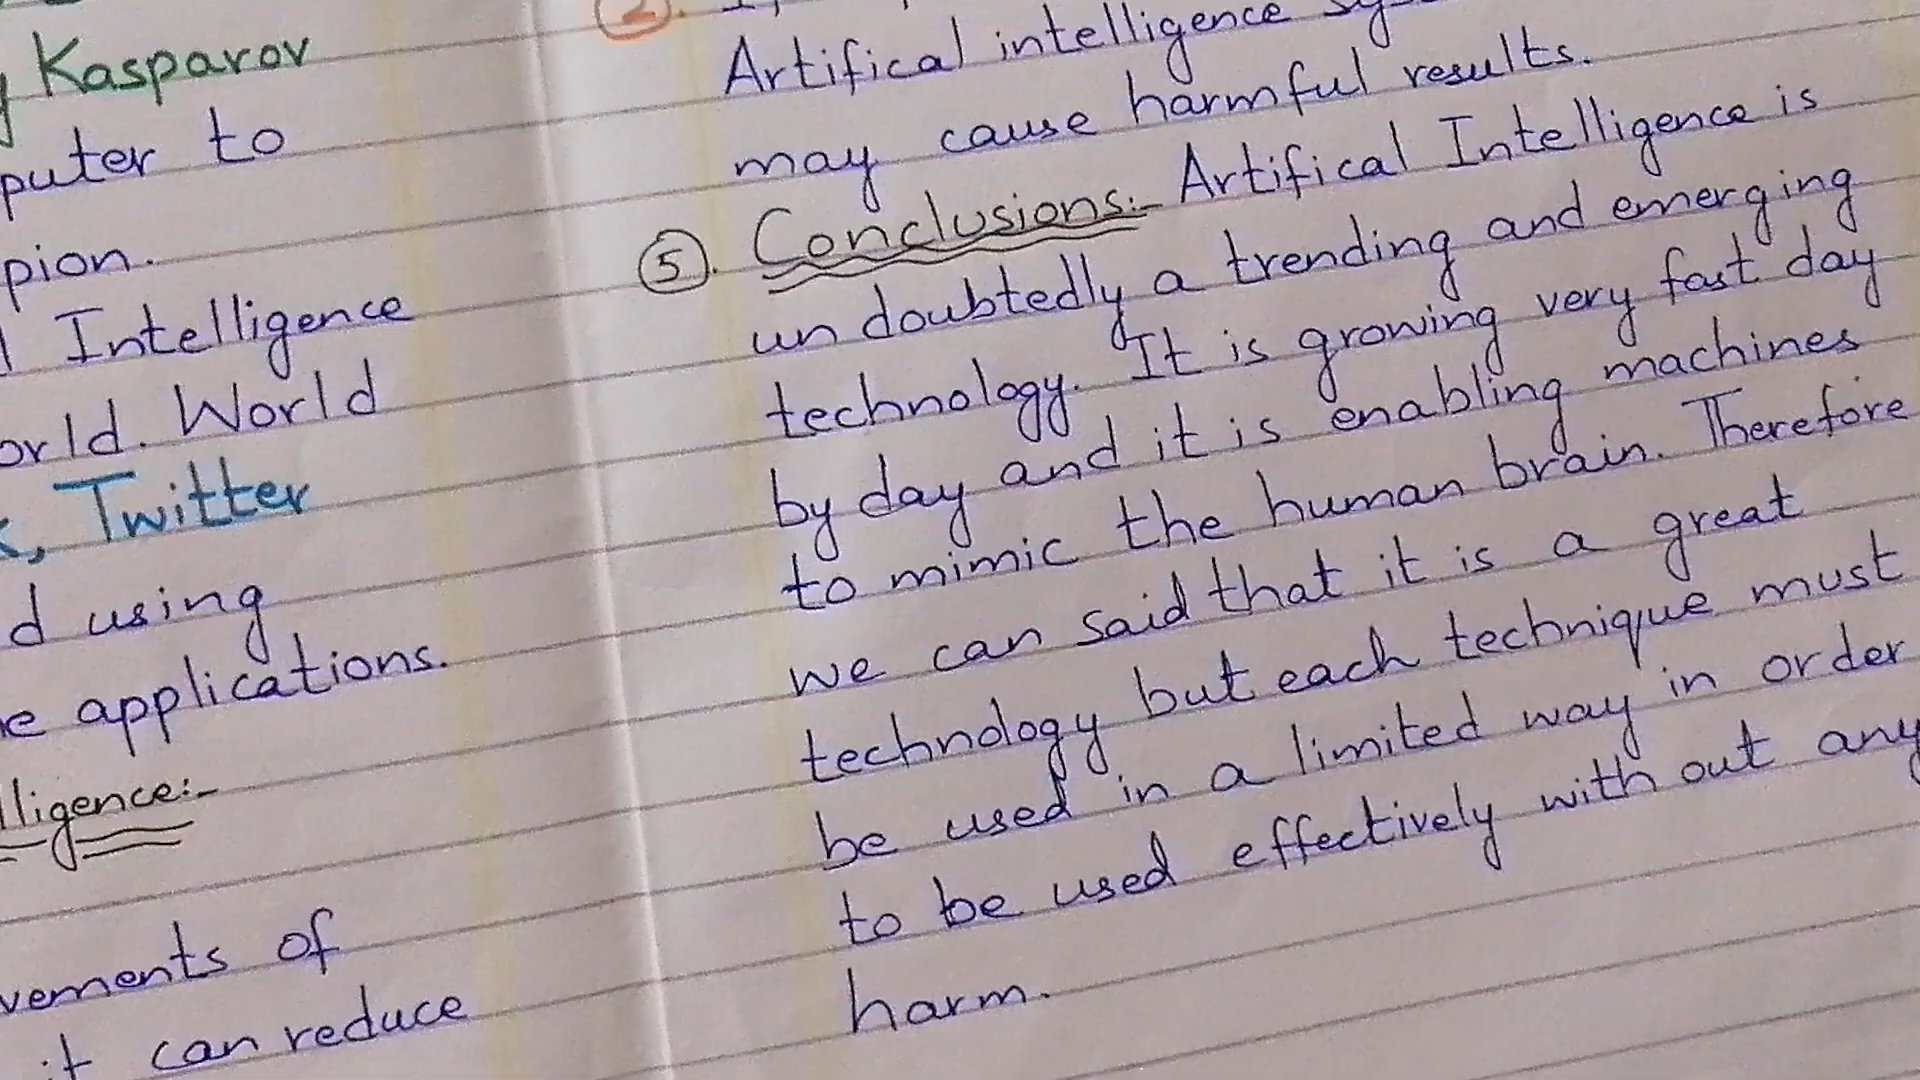 Kasparov
puter to
pion.
Intelligence
orld. World
, Twitter
d using
e applications.
lligence:-
vements of
it can reduce
2.
Artifical intelligence
may cause harmful results.
5. Conclusions:- Artifical Intelligence is
un doubtedly a trending and emerging
technology. It is growing very fast day
by day and it is enabling machines
to mimic the human brain. Therefore
we can said that it is a great
technology but each technique must
be used in a limited way in order
to be used effectively with out any
harm.